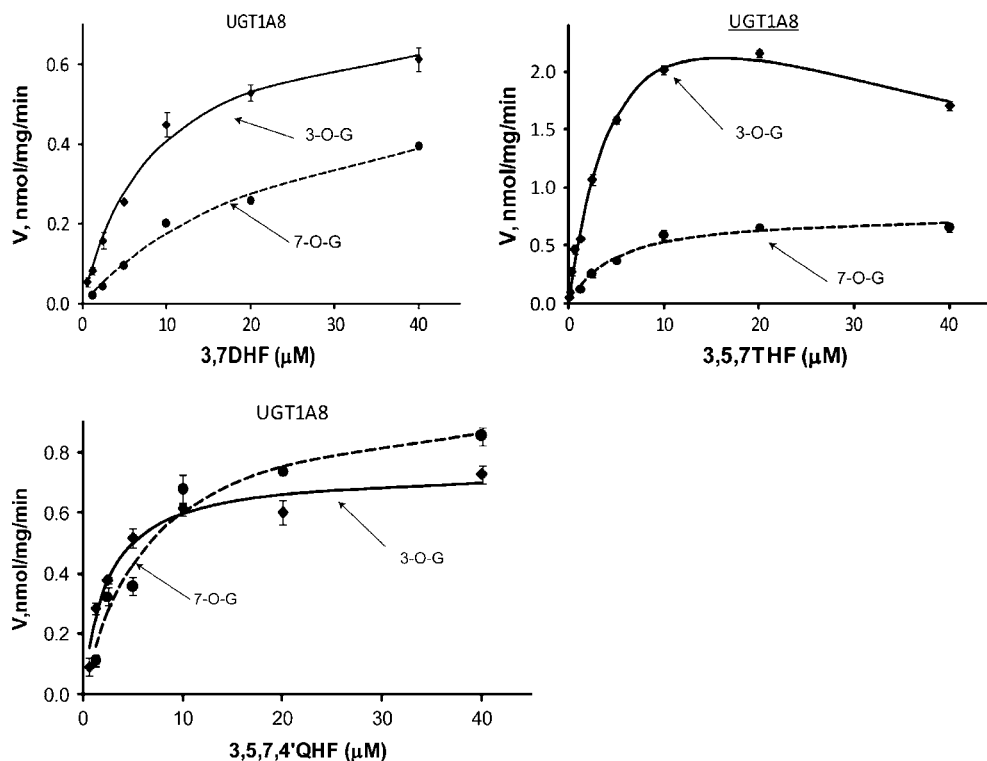 UGT1A8
V, nmol/mg/min
0.6
0.4
0.2
0.0
3-O-G
7-O-G
0 10 20 30 40
3,7DHF (µM)
UGT1A8
V, nmol/mg/min
2.0
1.5
1.0
0.5
0.0
3-O-G
7-O-G
0 10 20 30 40
3,5,7THF (µM)
UGT1A8
V,nmol/mg/min
0.8
0.6
0.4
0.2
0.0
3-O-G
7-O-G
0 10 20 30 40
3,5,7,4'QHF (µM)